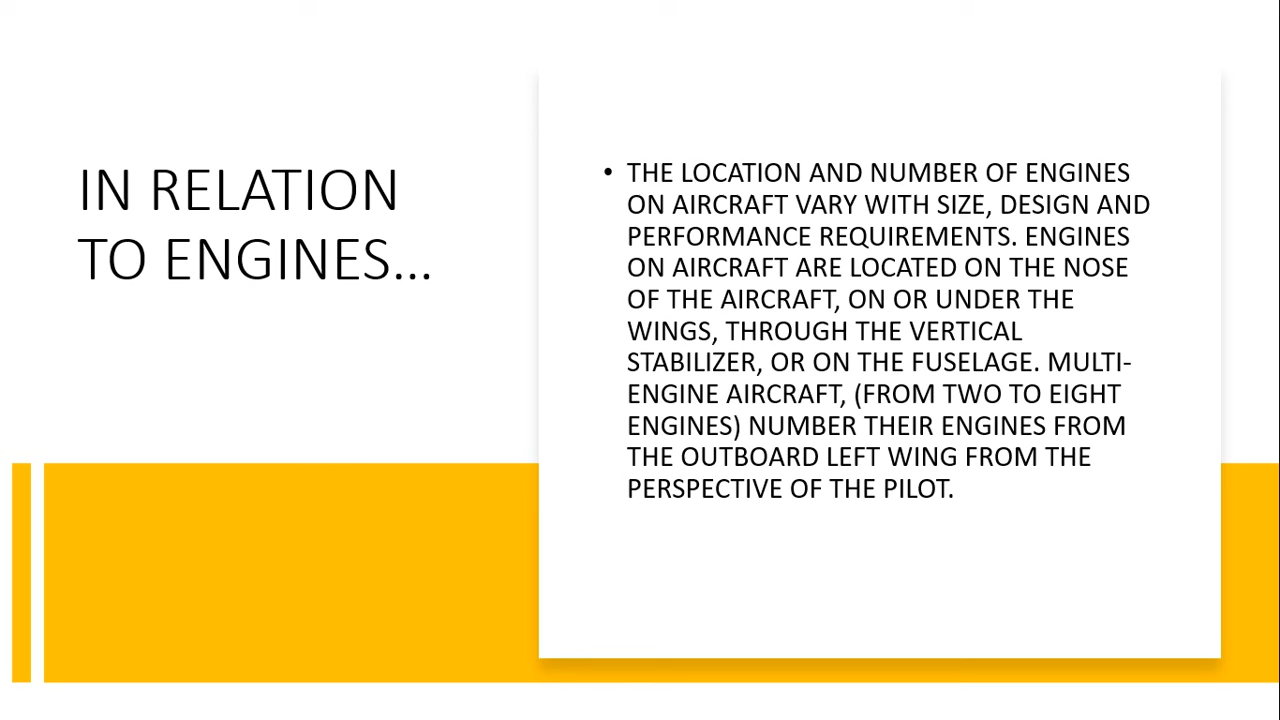 IN RELATION
TO ENGINES...
• THE LOCATION AND NUMBER OF ENGINES
ON AIRCRAFT VARY WITH SIZE, DESIGN AND
PERFORMANCE REQUIREMENTS. ENGINES
ON AIRCRAFT ARE LOCATED ON THE NOSE
OF THE AIRCRAFT, ON OR UNDER THE
WINGS, THROUGH THE VERTICAL
STABILIZER, OR ON THE FUSELAGE. MULTI-
ENGINE AIRCRAFT, (FROM TWO TO EIGHT
ENGINES) NUMBER THEIR ENGINES FROM
THE OUTBOARD LEFT WING FROM THE
PERSPECTIVE OF THE PILOT.